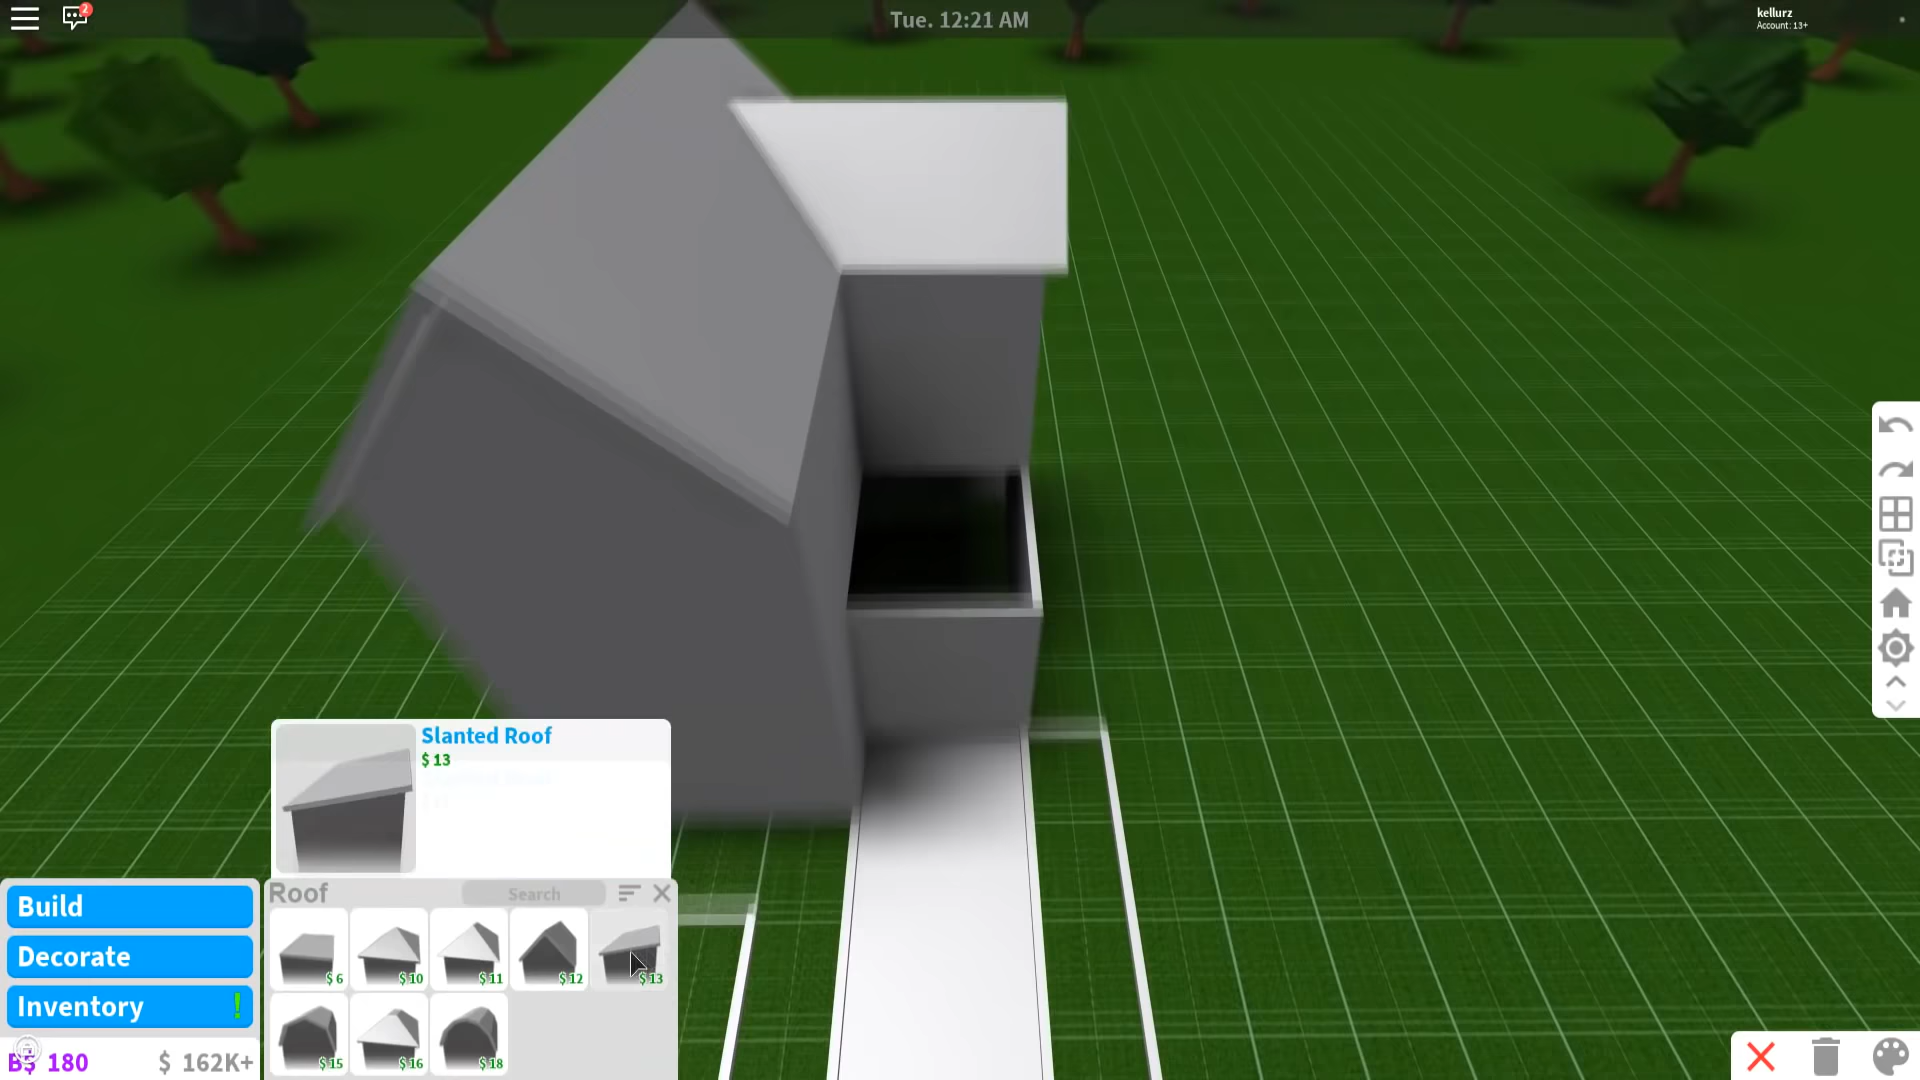 2
Tue. 12:21 AM
kellurz
Account: 13+
Slanted Roof
$ 13
Build
Decorate
Inventory !
B$ 180
$ 162K+
Roof
Search
$ 6
$ 10
$ 11
$ 12
$ 13
$ 15
$ 16
$ 18